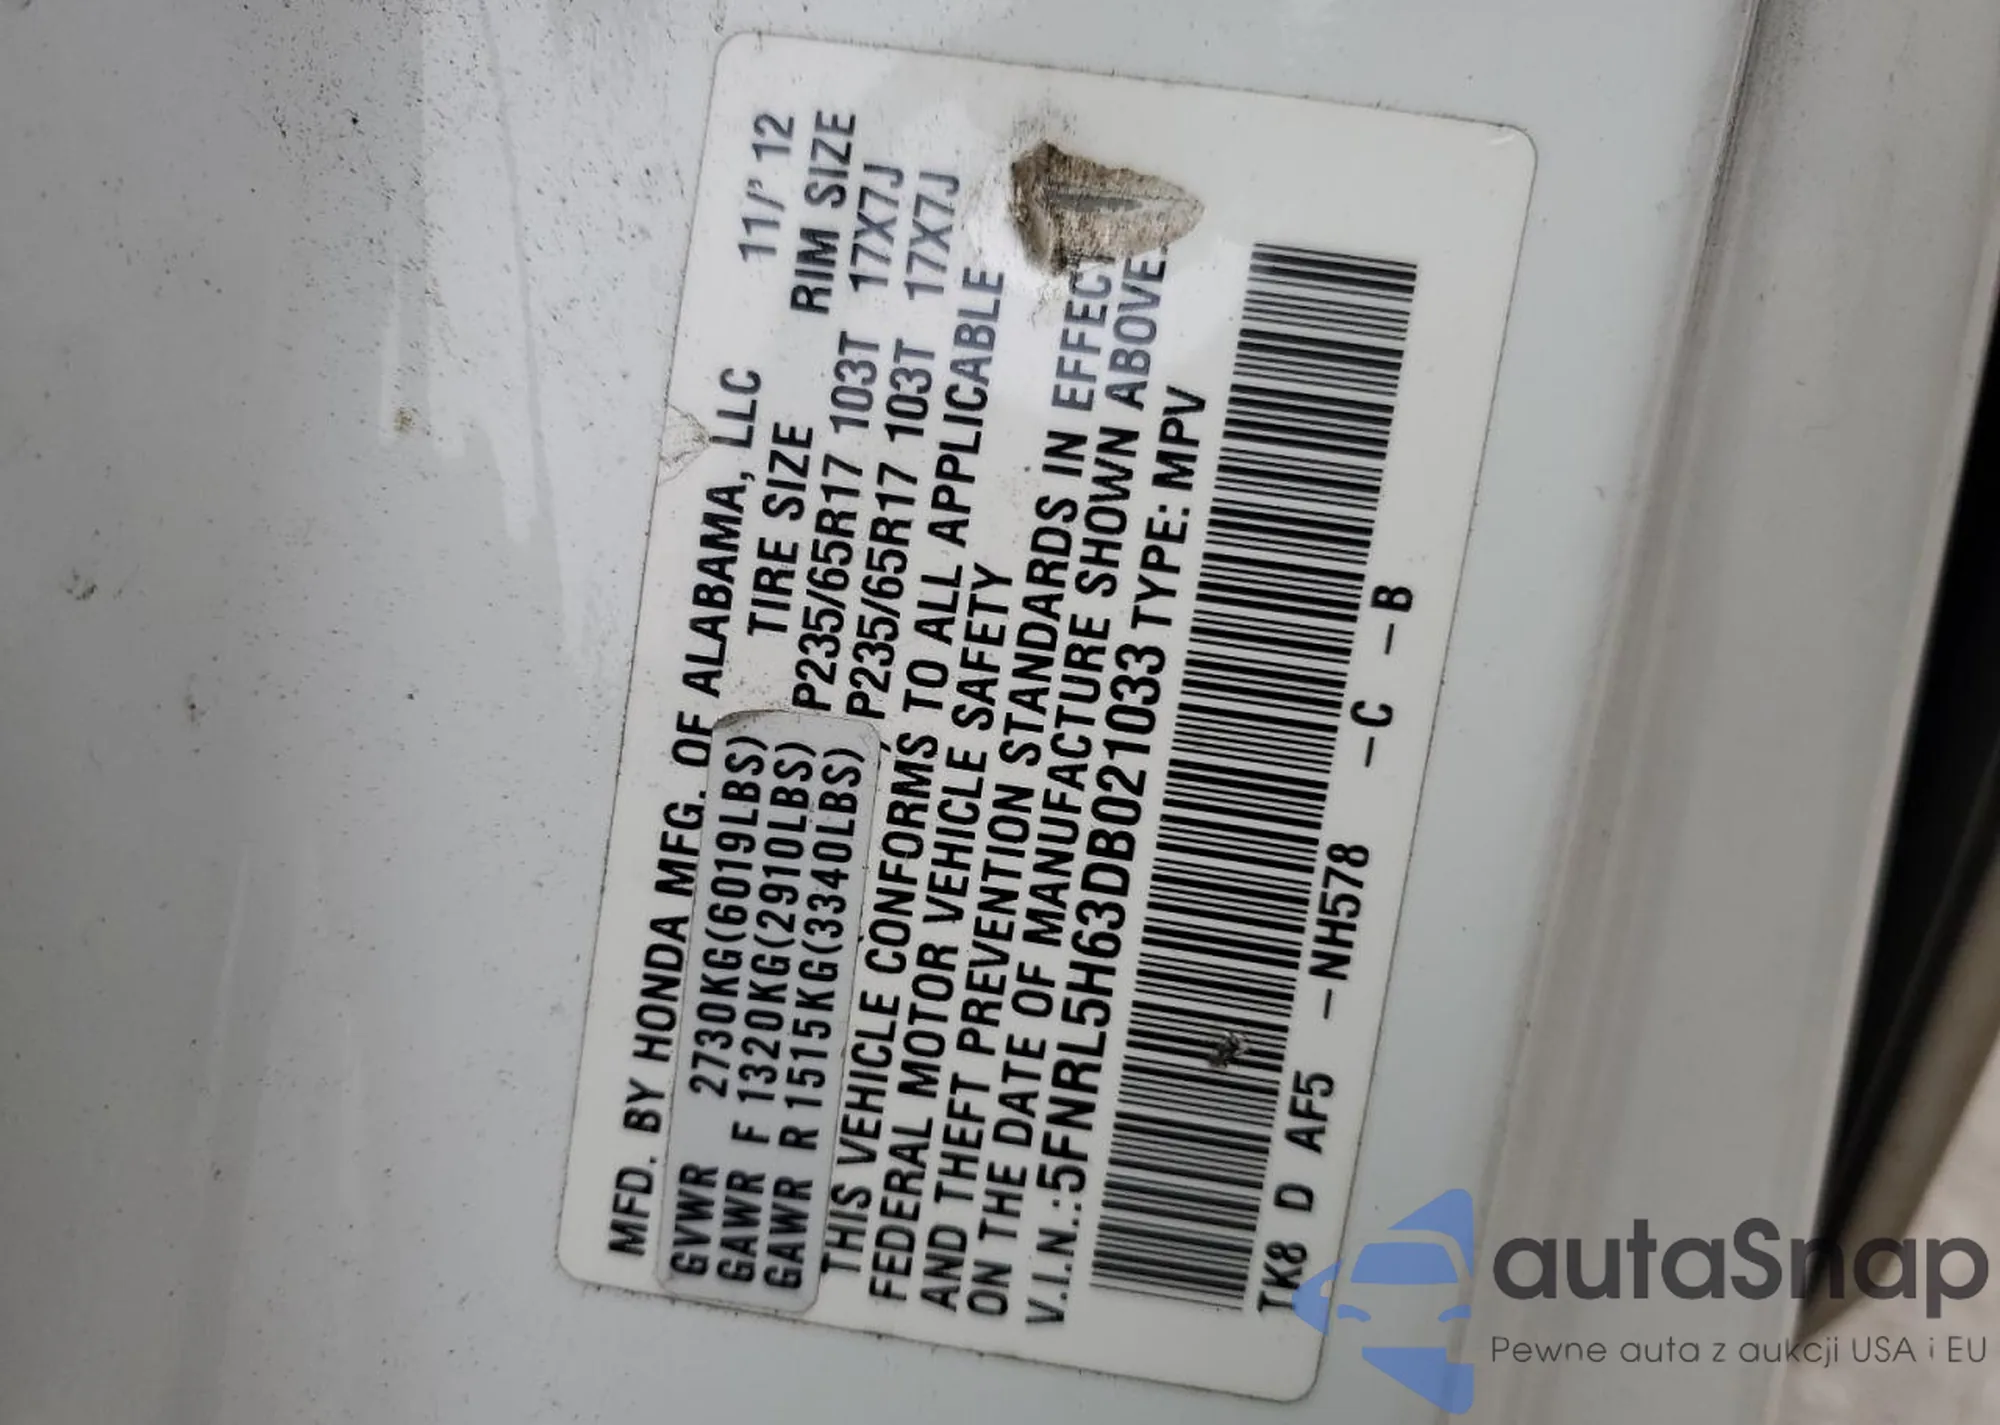 MFD. BY HONDA MFG. OF ALABAMA, LLC 11/'12
TIRE SIZE RIM SIZE
GVWR 2730KG(6019LBS)
GAWR F 1320KG(2910LBS) P235/65R17 103T 17X7J
GAWR R 1515KG(3340LBS) P235/65R17 103T 17X7J
THIS VEHICLE CONFORMS TO ALL APPLICABLE
FEDERAL MOTOR VEHICLE SAFETY
AND THEFT PREVENTION STANDARDS IN EFFEC
ON THE DATE OF MANUFACTURE SHOWN ABOVE.
V.I.N.:5FNRL5H63DB021033 TYPE: MPV
TK8 D AF5 –NH578 –C –B
autaSnap
Pewne auta z aukcji USA i EU